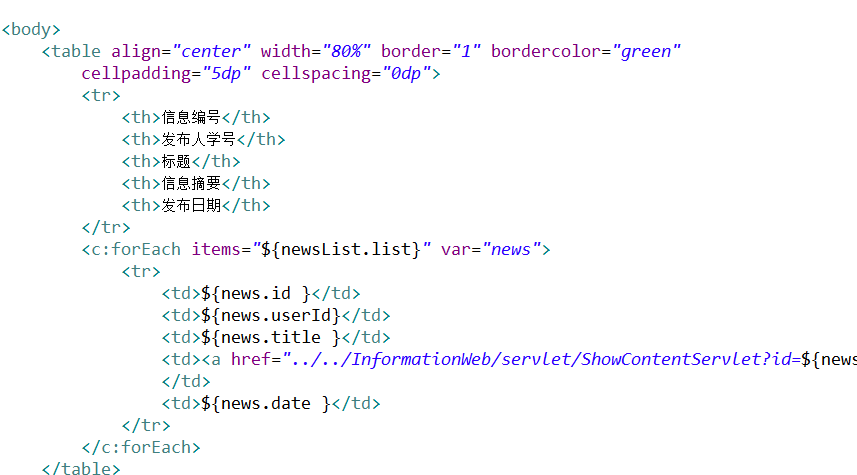 <body>
<table align="center" width="80%" border="1" bordercolor="green"
cellpadding="5dp" cellspacing="0dp">
<tr>
<th>信息编号</th>
<th>发布人学号</th>
<th>标题</th>
<th>信息摘要</th>
<th>发布日期</th>
</tr>
<c:forEach items="${newsList.list}" var="news">
<tr>
<td>${news.id }</td>
<td>${news.userId}</td>
<td>${news.title }</td>
<td><a href="../../InformationWeb/servlet/ShowContentServlet?id=${news
</td>
<td>${news.date }</td>
</tr>
</c:forEach>
</table>